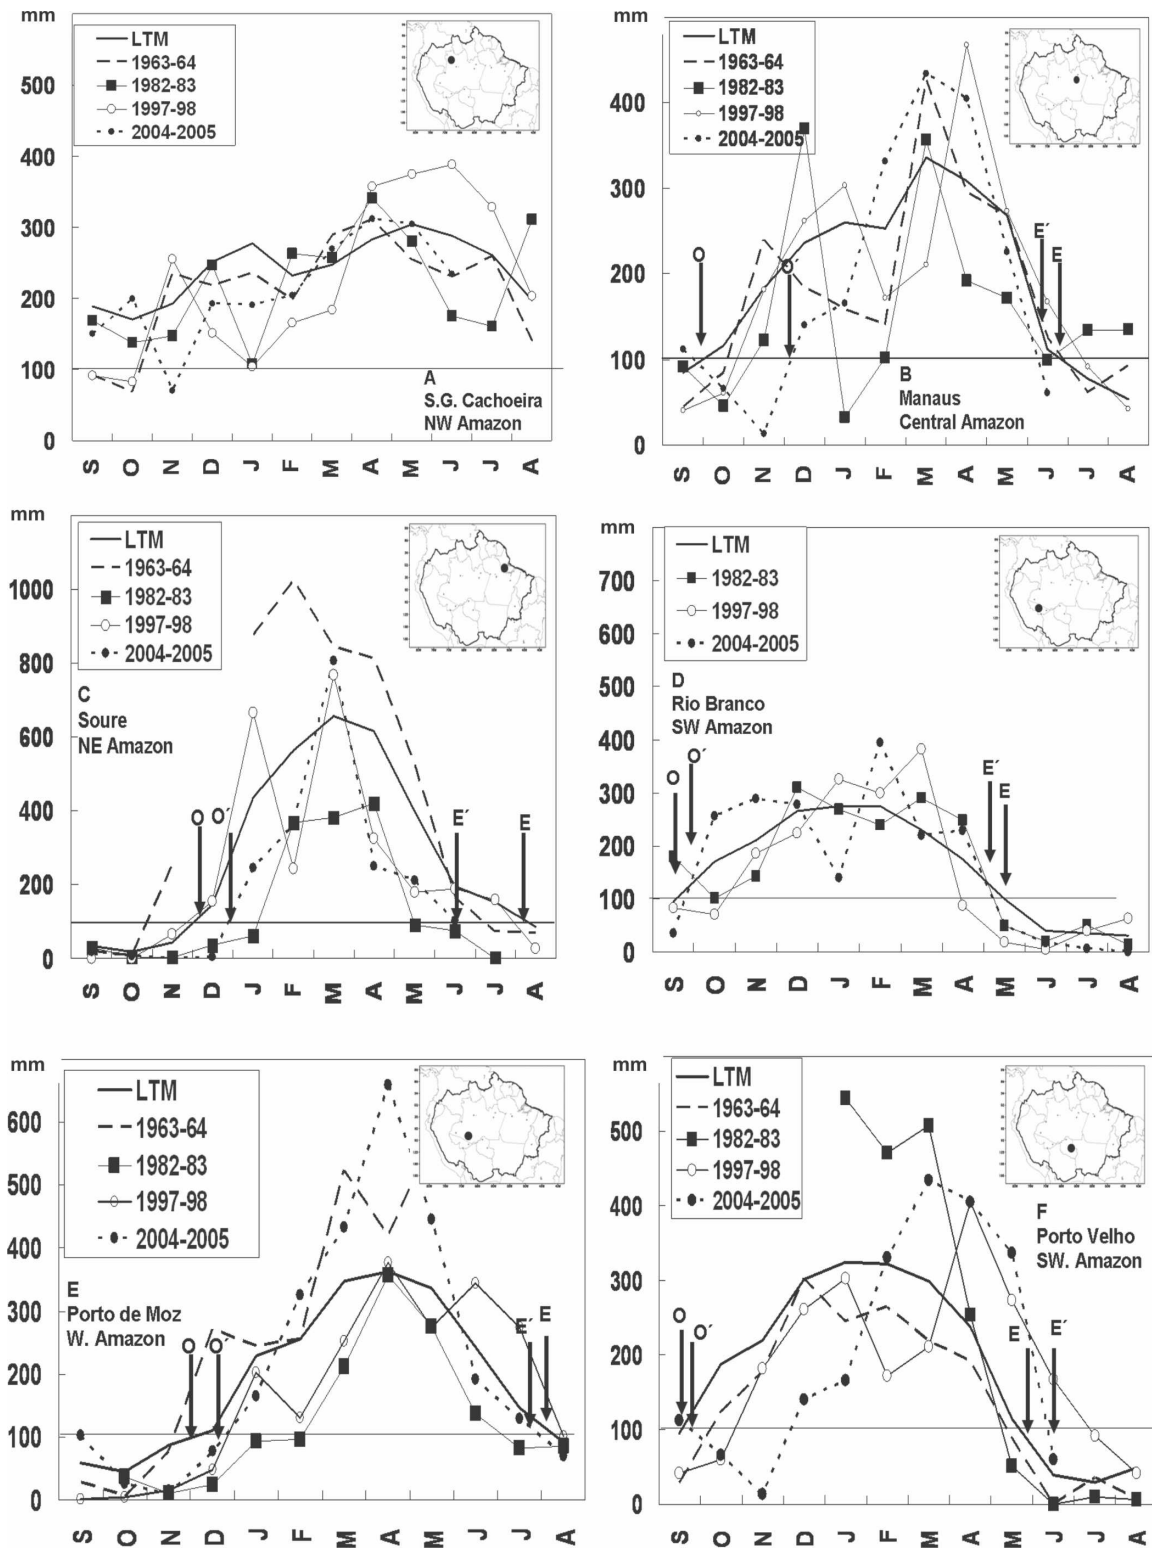 mm
LTM
1963-64
1982-83
1997-98
2004-2005
500
400
300
200
100
0
A
S.G. Cachoeira
NW Amazon
S O N D J F M A M J J A
mm
LTM
1963-64
1982-83
1997-98
2004-2005
400
300
200
100
0
O
O
E´
E
B
Manaus
Central Amazon
S O N D J F M A M J J A
mm
LTM
1963-64
1982-83
1997-98
2004-2005
1000
800
600
400
200
0
C
Soure
NE Amazon
O O´
E´
E
S O N D J F M A M J J A
mm
LTM
1982-83
1997-98
2004-2005
700
600
500
400
300
200
100
0
D
Rio Branco
SW Amazon
O
O´
E´
E
S O N D J F M A M J J A
mm
LTM
1963-64
1982-83
1997-98
2004-2005
600
500
400
300
200
100
0
E
Porto de Moz
W. Amazon
O O´
E´ E
S O N D J F M A M J J A
mm
LTM
1963-64
1982-83
1997-98
2004-2005
500
400
300
200
100
0
F
Porto Velho
SW. Amazon
O
O´
E E´
S O N D J F M A M J J A